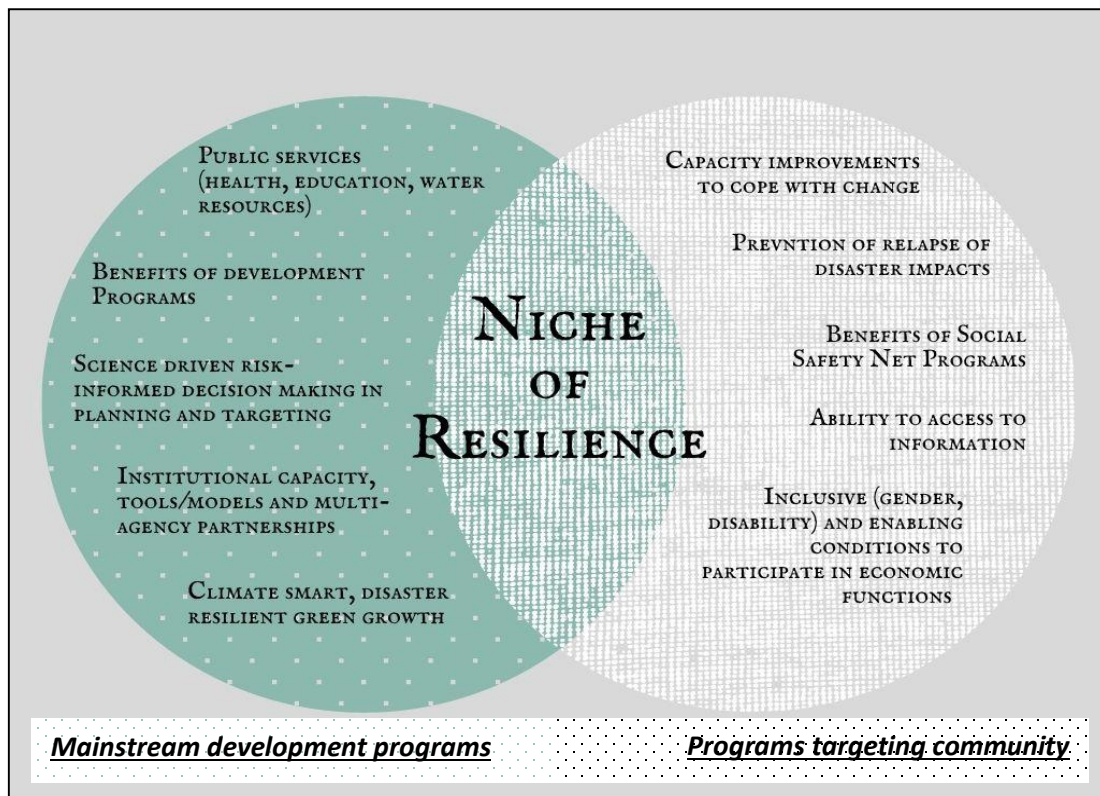 Public services
(health, education, water
resources)
Benefits of development
Programs
Science driven risk-
informed decision making in
planning and targeting
Institutional capacity,
tools/models and multi-
agency partnerships
Climate smart, disaster
resilient green growth
Niche
of
Resilience
Capacity improvements
to cope with change
Prevntion of relapse of
disaster impacts
Benefits of Social
Safety Net Programs
Ability to access to
information
Inclusive (gender,
disability) and enabling
conditions to
participate in economic
functions
Mainstream development programs
Programs targeting community